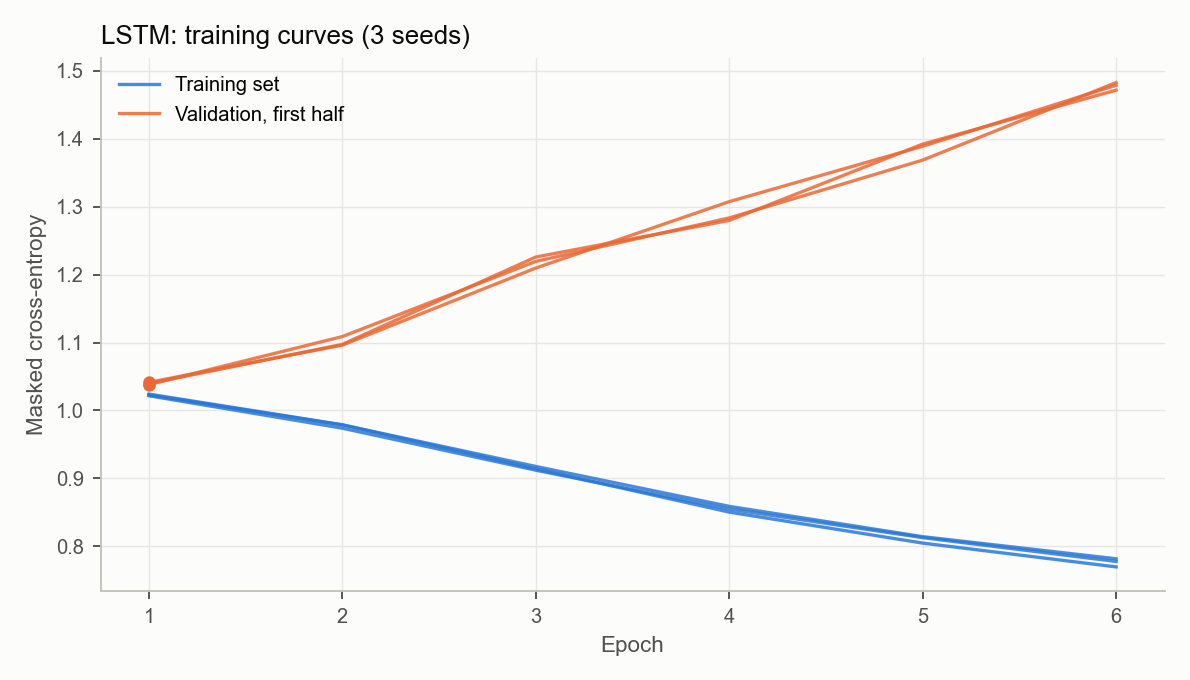 LSTM: training curves (3 seeds)
Training set
Validation, first half
Masked cross-entropy
1.5
1.4
1.3
1.2
1.1
1.0
0.9
0.8
1 2 3 4 5 6
Epoch